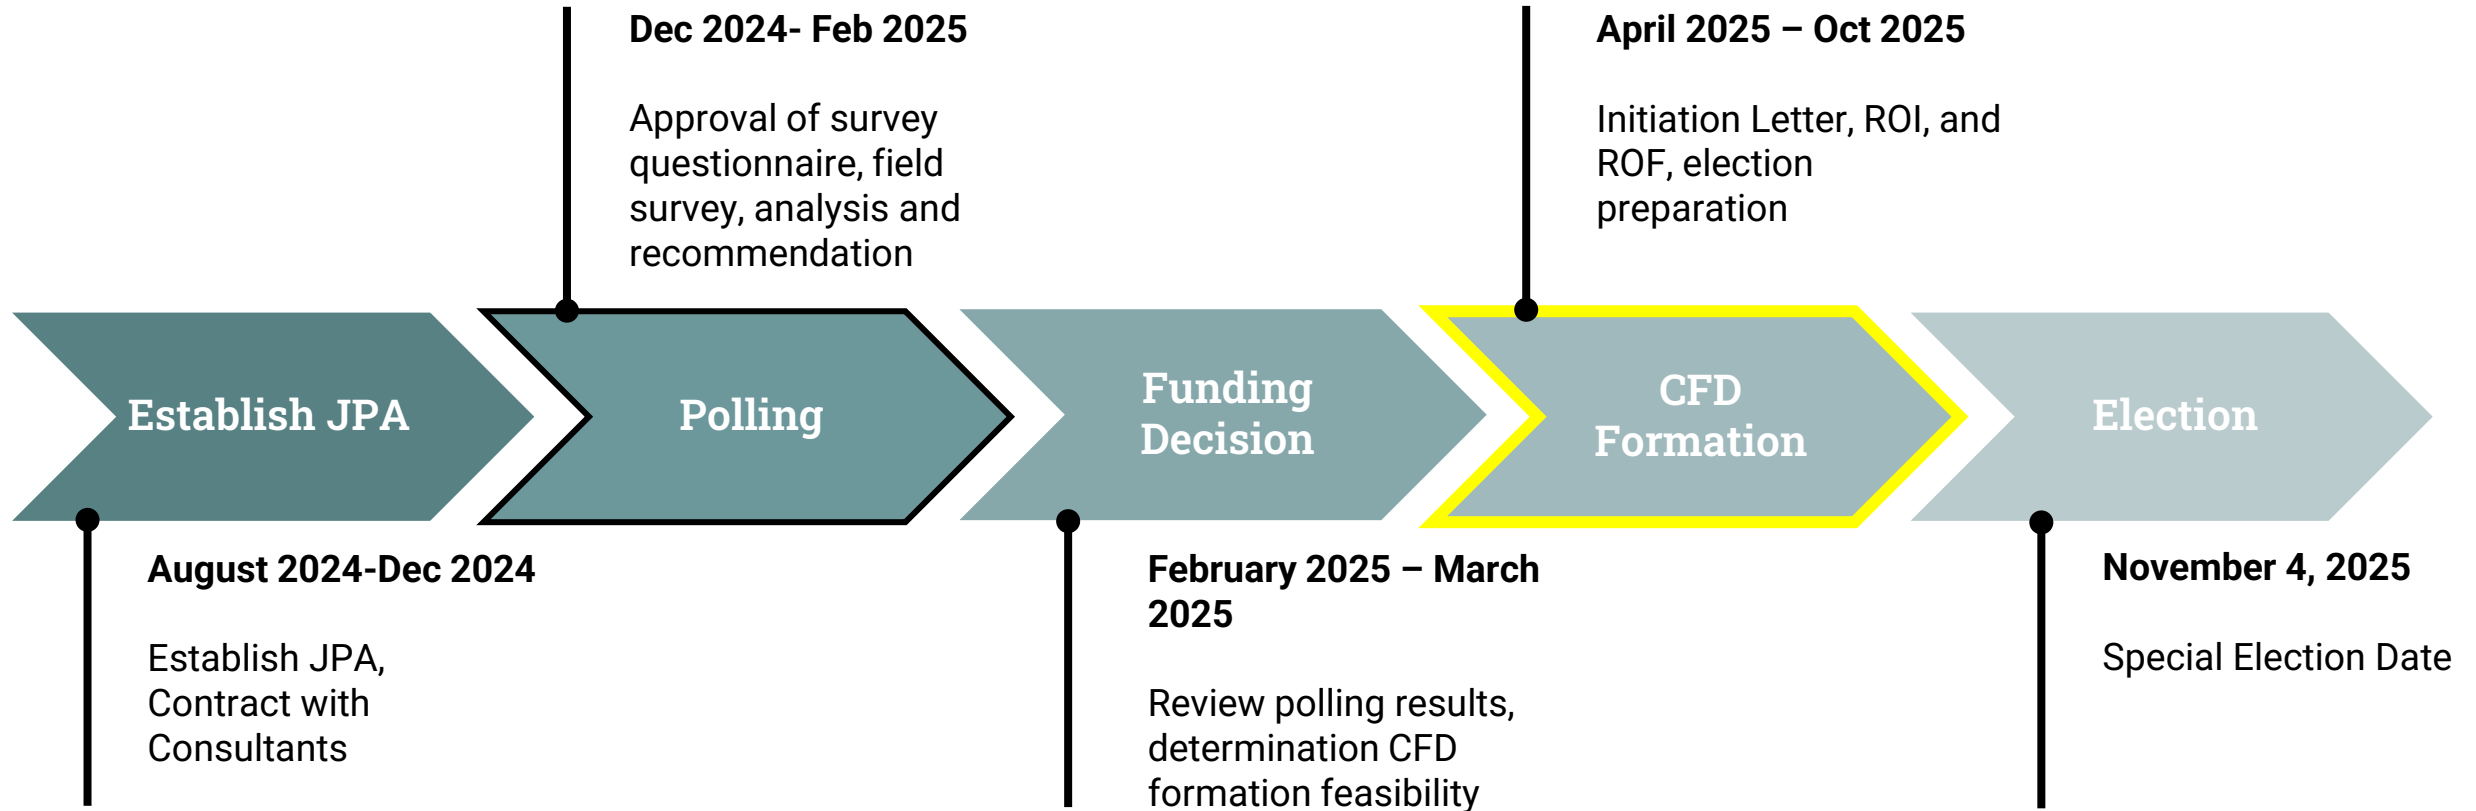 Dec 2024- Feb 2025
Approval of survey
questionnaire, field
survey, analysis and
recommendation
April 2025 – Oct 2025
Initiation Letter, ROI, and
ROF, election
preparation
Establish JPA
Polling
Funding
Decision
CFD
Formation
Election
August 2024-Dec 2024
Establish JPA,
Contract with
Consultants
February 2025 – March
2025
Review polling results,
determination CFD
formation feasibility
November 4, 2025
Special Election Date